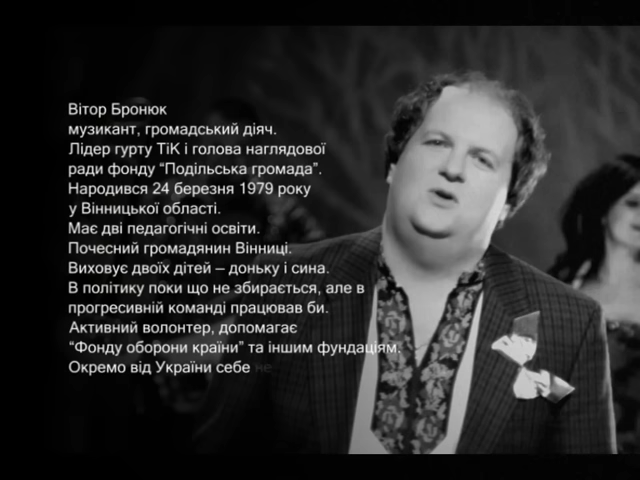 Вітор Бронюк
музикант, громадський діяч.
Лідер гурту ТіК і голова наглядової
ради фонду “Подільська громада”.
Народився 24 березня 1979 року
у Вінницької області.
Має дві педагогічні освіти.
Почесний громадянин Вінниці.
Виховує двоїх дітей – доньку і сина.
В політику поки що не збирається, але в
прогресивній команді працював би.
Активний волонтер, допомагає
“Фонду оборони країни” та іншим фундаціям.
Окремо від України себе не